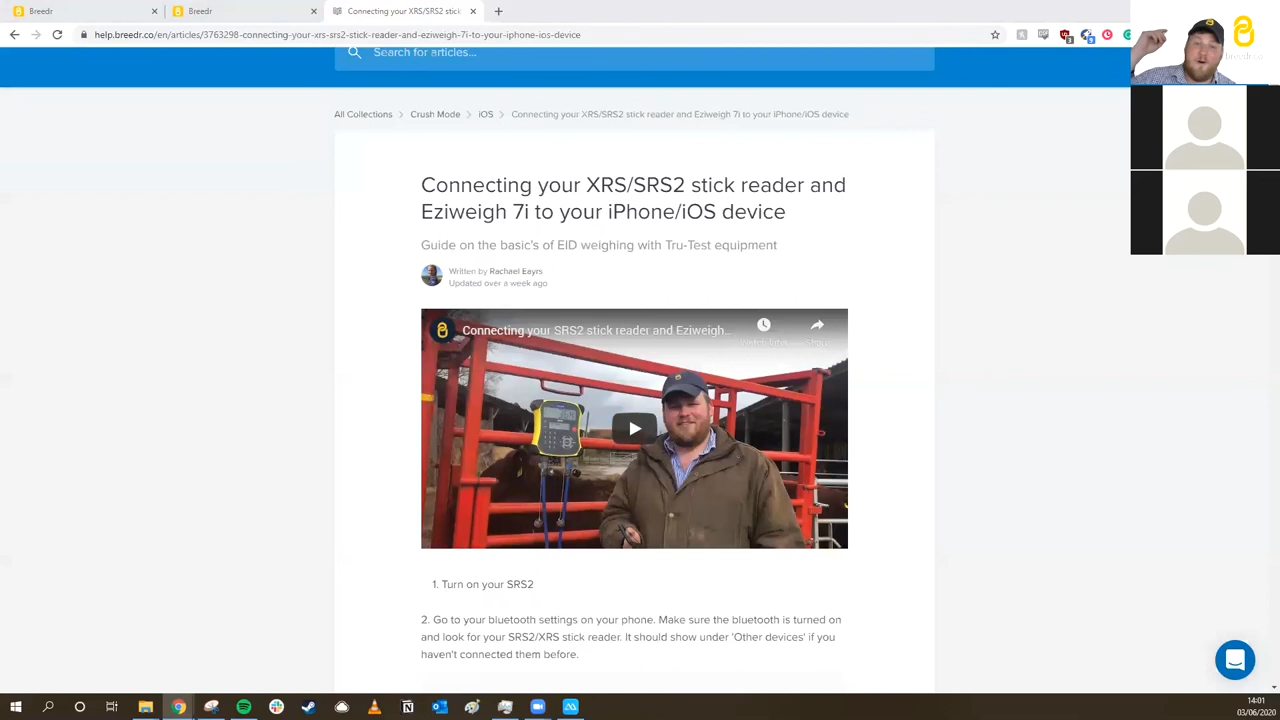 Breedr
Breedr
Connecting your XRS/SRS2 stick
help.breedr.co/en/articles/3763298-connecting-your-xrs-srs2-stick-reader-and-eziweigh-7i-to-your-iphone-ios-device
breedr.co
Search for articles...
All Collections > Crush Mode > iOS > Connecting your XRS/SRS2 stick reader and Eziweigh 7i to your iPhone/iOS device
Connecting your XRS/SRS2 stick reader and
Eziweigh 7i to your iPhone/iOS device
Guide on the basic's of EID weighing with Tru-Test equipment
Written by Rachael Eayrs
Updated over a week ago
Connecting your SRS2 stick reader and Eziweigh...
Watch later
Share
1. Turn on your SRS2
2. Go to your bluetooth settings on your phone. Make sure the bluetooth is turned on
and look for your SRS2/XRS stick reader. It should show under 'Other devices' if you
haven't connected them before.
14:01
03/06/2020